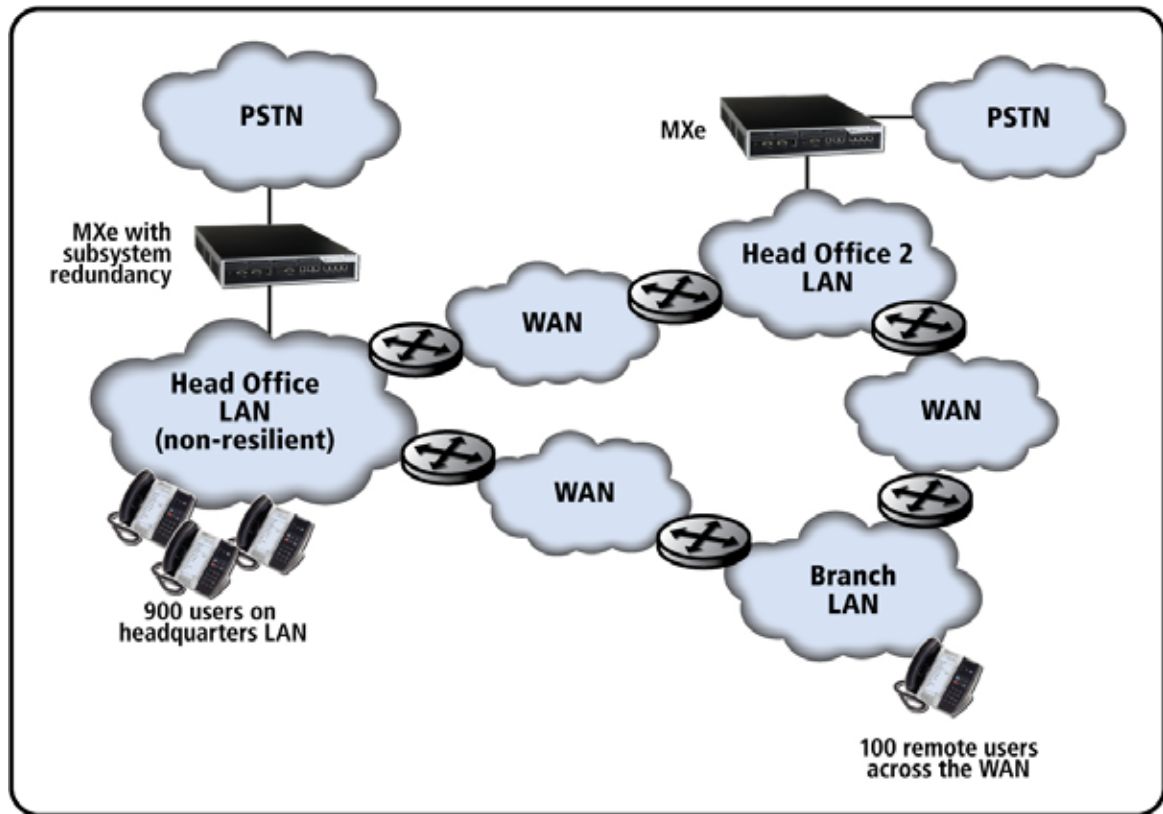 PSTN
MXe with
subsystem
redundancy
Head Office
LAN
(non-resilient)
900 users on
headquarters LAN
WAN
WAN
MXe
PSTN
Head Office 2
LAN
WAN
Branch
LAN
100 remote users
across the WAN